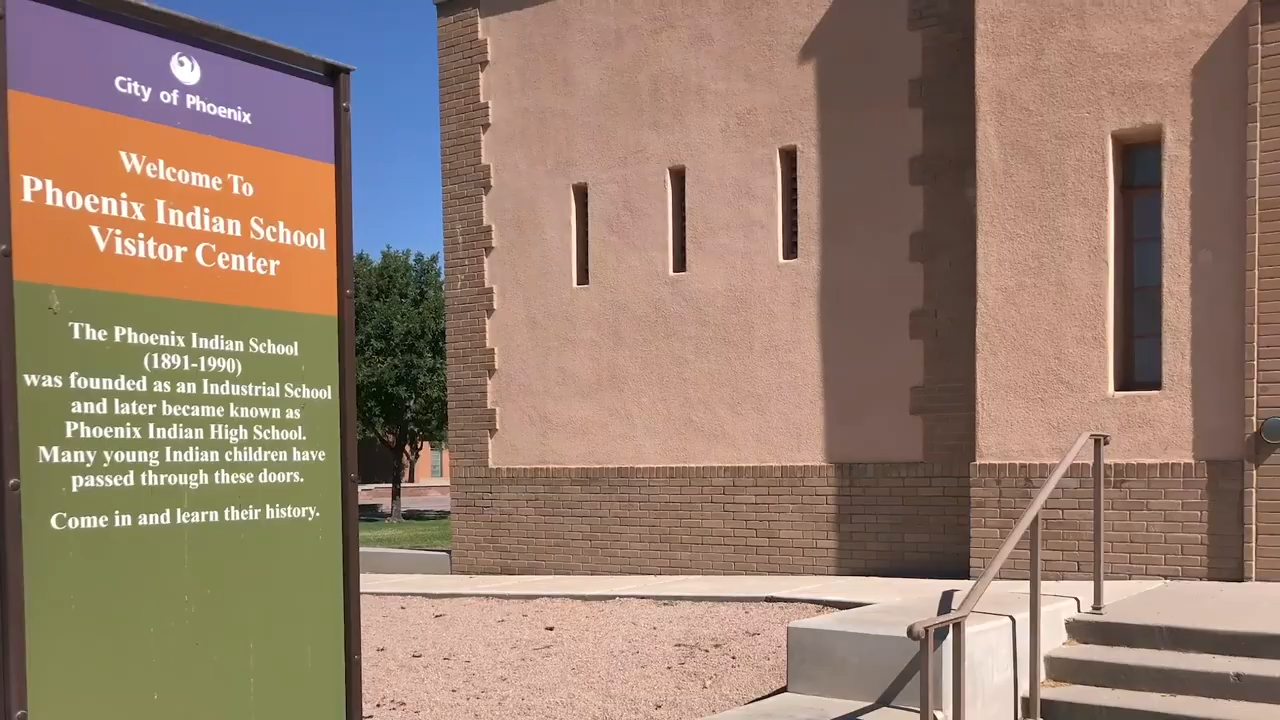 City of Phoenix
Welcome To
Phoenix Indian School
Visitor Center
The Phoenix Indian School
(1891-1990)
was founded as an Industrial School
and later became known as
Phoenix Indian High School.
Many young Indian children have
passed through these doors.
Come in and learn their history.